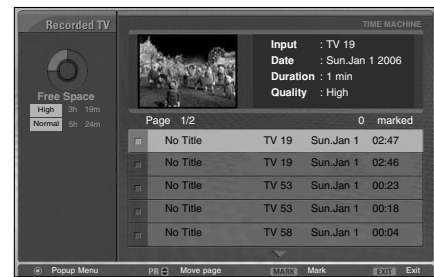 Recorded TV
TIME MACHINE
Input : TV 19
Date : Sun.Jan 1 2006
Duration : 1 min
Quality : High
Free Space
High 3h 19m
Normal 5h 24m
Page 1/2 0 marked
No Title TV 19 Sun.Jan 1 02:47
No Title TV 19 Sun.Jan 1 02:46
No Title TV 53 Sun.Jan 1 00:23
No Title TV 53 Sun.Jan 1 00:18
No Title TV 58 Sun.Jan 1 00:04
Popup Menu PR Move page MARK Mark EXIT Exit